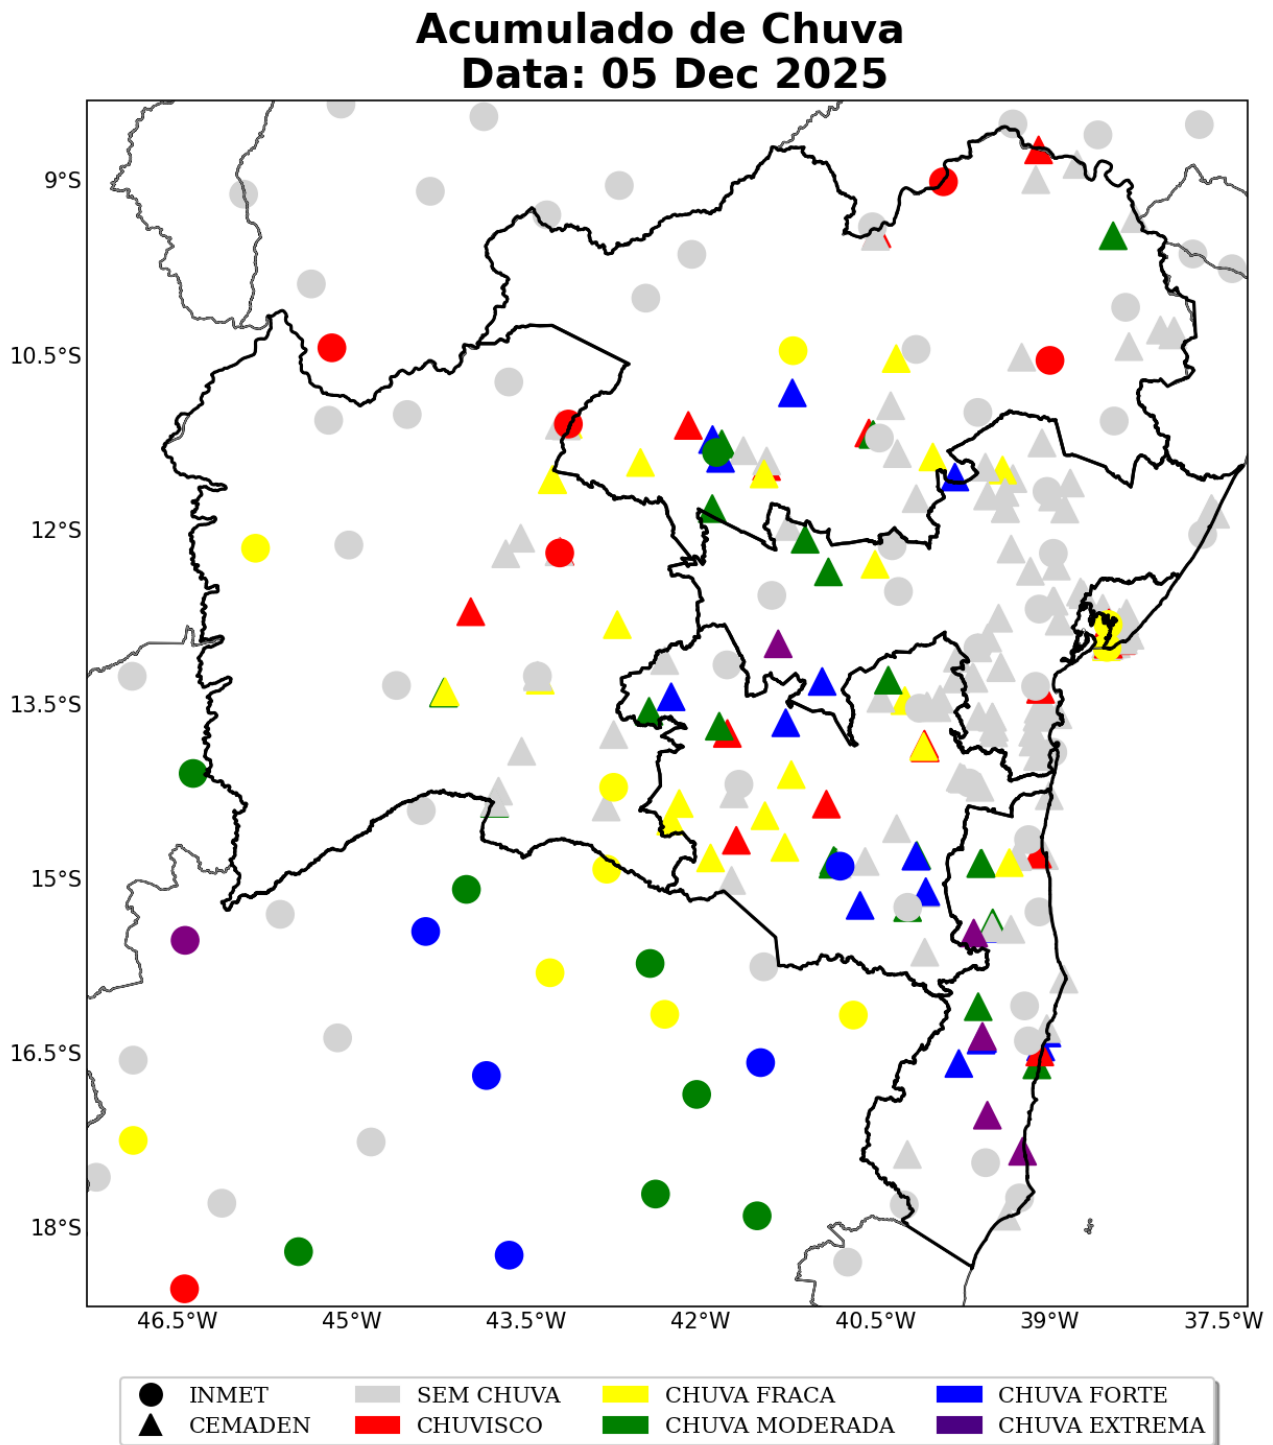 Acumulado de Chuva
Data: 05 Dec 2025
9°S
10.5°S
12°S
13.5°S
15°S
16.5°S
18°S
46.5°W 45°W 43.5°W 42°W 40.5°W 39°W 37.5°W
INMET SEM CHUVA CHUVA FRACA CHUVA FORTE
CEMADEN CHUVISCO CHUVA MODERADA CHUVA EXTREMA